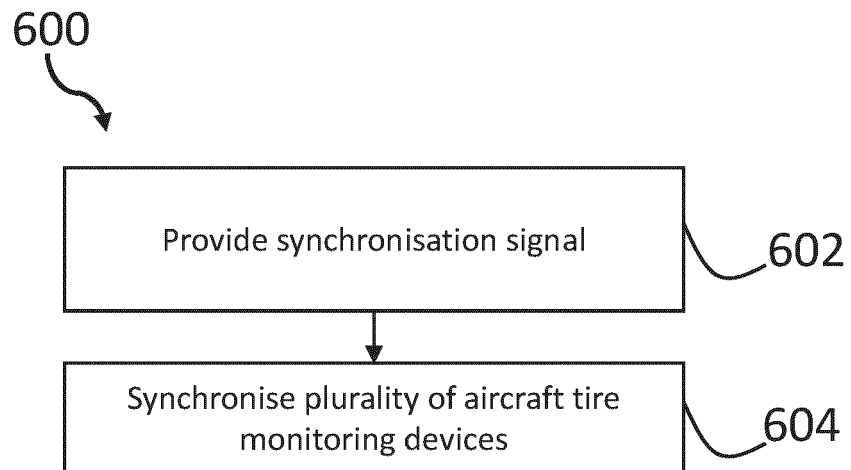 600
Provide synchronisation signal
602
Synchronise plurality of aircraft tire
monitoring devices
604